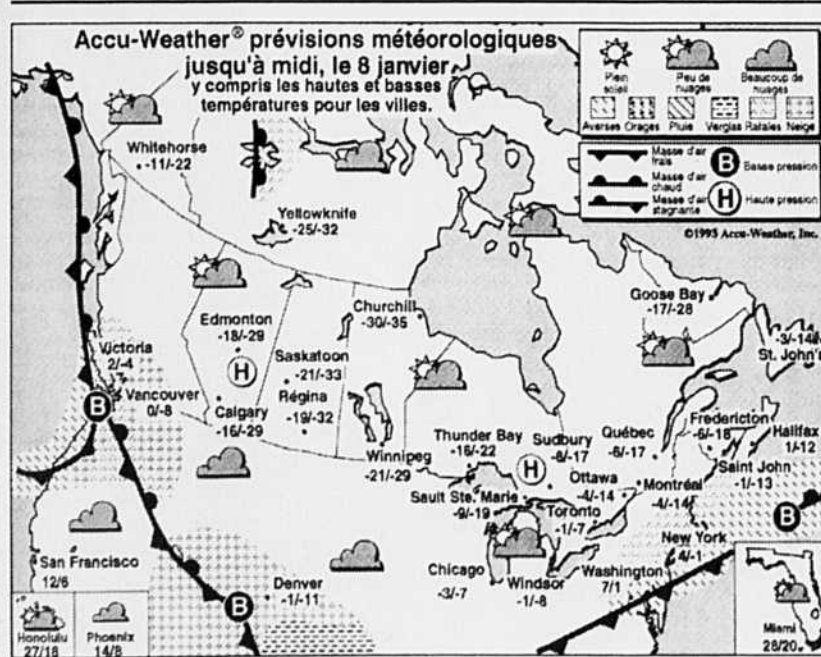 Accu-Weather® prévisions météorologiques
jusqu'à midi, le 8 janvier,
y compris les hautes et basses
températures pour les villes.
Plein soleil
Peu de nuages
Beaucoup de nuages
Averses Orages Pluie Verglas Rafales Neige
Masse d'air frais
Masse d'air chaud
Masse d'air stagnante
B Basse pression
H Haute pression
©1995 Accu-Weather, Inc.
Whitehorse
-11/-22
Yellowknife
-25/-32
Churchill
-30/-35
Goose Bay
-17/-28
-3/-14
St. John's
Edmonton
-18/-29
H
Saskatoon
-21/-33
Régina
-19/-32
Calgary
-16/-29
Victoria
2/-4
Vancouver
0/-8
B
Winnipeg
-21/-29
Thunder Bay
-16/-22
Sudbury
-8/-17
H
Québec
-6/-17
Fredericton
-6/-18
Halifax
1/-12
Saint John
-1/-13
Ottawa
-4/-14
Montréal
-4/-14
Sault Ste. Marie
-9/-19
Toronto
-1/-7
B
New York
4/-1
San Francisco
12/6
Denver
-1/-11
B
Chicago
-3/-7
Windsor
-1/-8
Washington
7/1
Honolulu
27/18
Phoenix
14/8
Miami
28/20